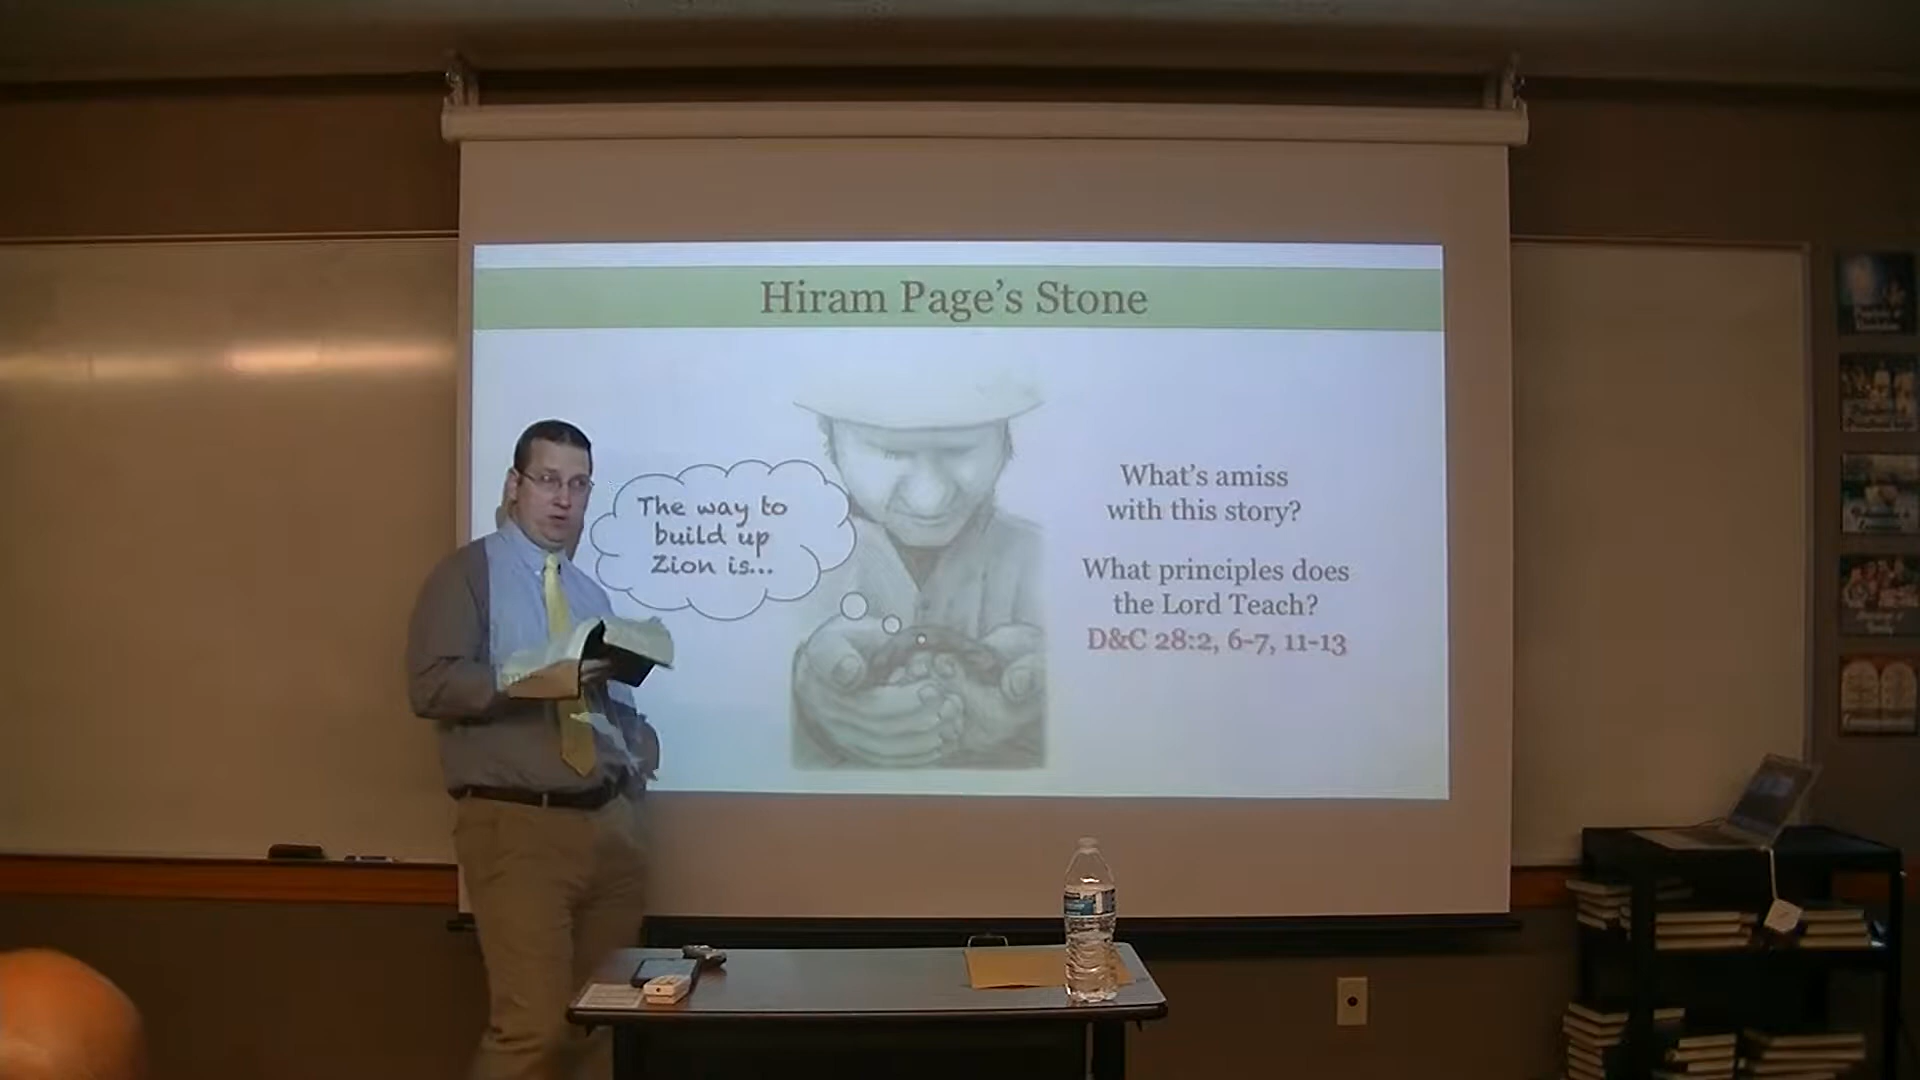 Hiram Page's Stone
The way to
build up
Zion is...
What's amiss
with this story?
What principles does
the Lord Teach?
D&C 28:2, 6-7, 11-13